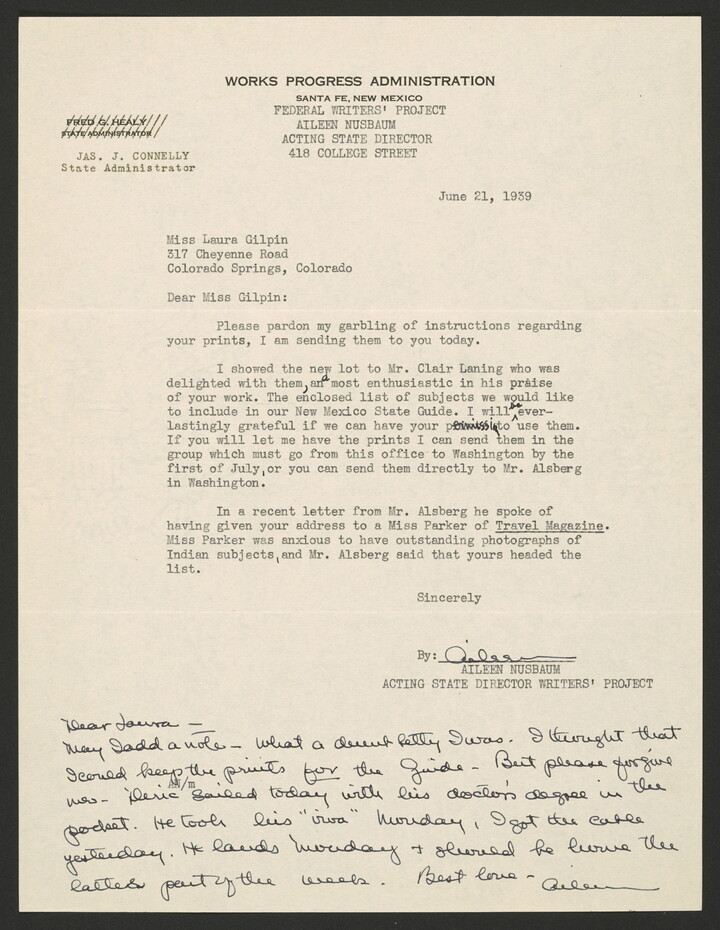 WORKS PROGRESS ADMINISTRATION
SANTA FE, NEW MEXICO
FEDERAL WRITERS' PROJECT
AILEEN NUSBAUM
ACTING STATE DIRECTOR
418 COLLEGE STREET
FRED G. HEALY
STATE ADMINISTRATOR
JAS. J. CONNELLY
State Administrator
June 21, 1939
Miss Laura Gilpin
317 Cheyenne Road
Colorado Springs, Colorado
Dear Miss Gilpin:
Please pardon my garbling of instructions regarding
your prints, I am sending them to you today.
I showed the new lot to Mr. Clair Laning who was
delighted with them, and most enthusiastic in his praise
of your work. The enclosed list of subjects we would like
to include in our New Mexico State Guide. I will be ever-
lastingly grateful if we can have your permission to use them.
If you will let me have the prints I can send them in the
group which must go from this office to Washington by the
first of July, or you can send them directly to Mr. Alsberg
in Washington.
In a recent letter from Mr. Alsberg he spoke of
having given your address to a Miss Parker of Travel Magazine.
Miss Parker was anxious to have outstanding photographs of
Indian subjects, and Mr. Alsberg said that yours headed the
list.
Sincerely
By: Aileen
AILEEN NUSBAUM
ACTING STATE DIRECTOR WRITERS' PROJECT
Dear Laura —
May I add a note — What a I was. I thought that
I could keep the prints for the Guide — But please forgive
me — Deric sailed today with his doctor's degree in the
AN/m
pocket. He took his "viva" Monday, I got the cable
yesterday. He lands Monday + should be home the
latter part of the week. Best love — Aileen